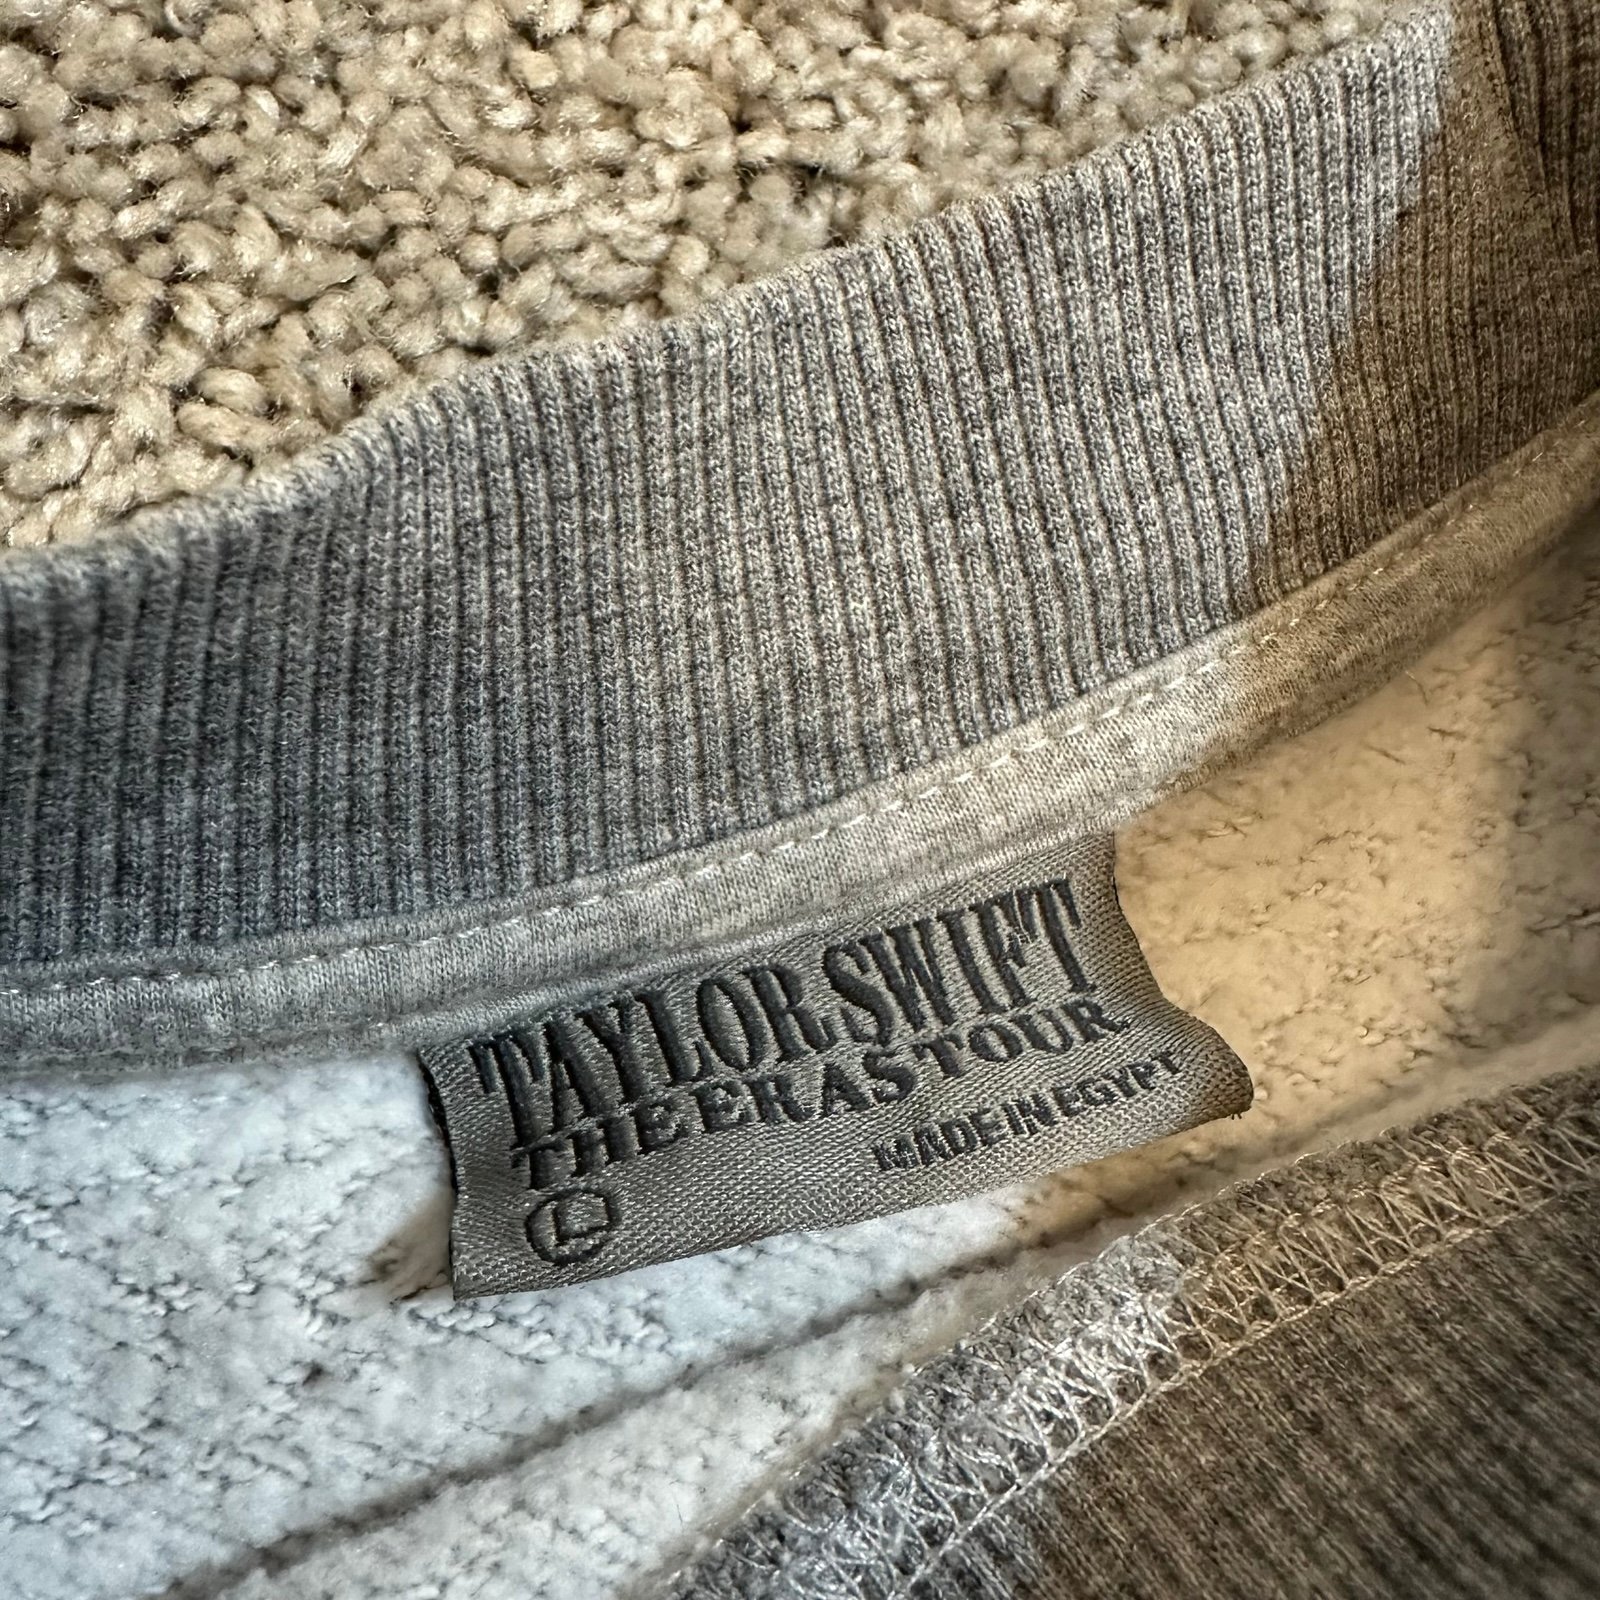 TAYLOR SWIFT
THE ERAS TOUR
MADE IN EGYPT
L